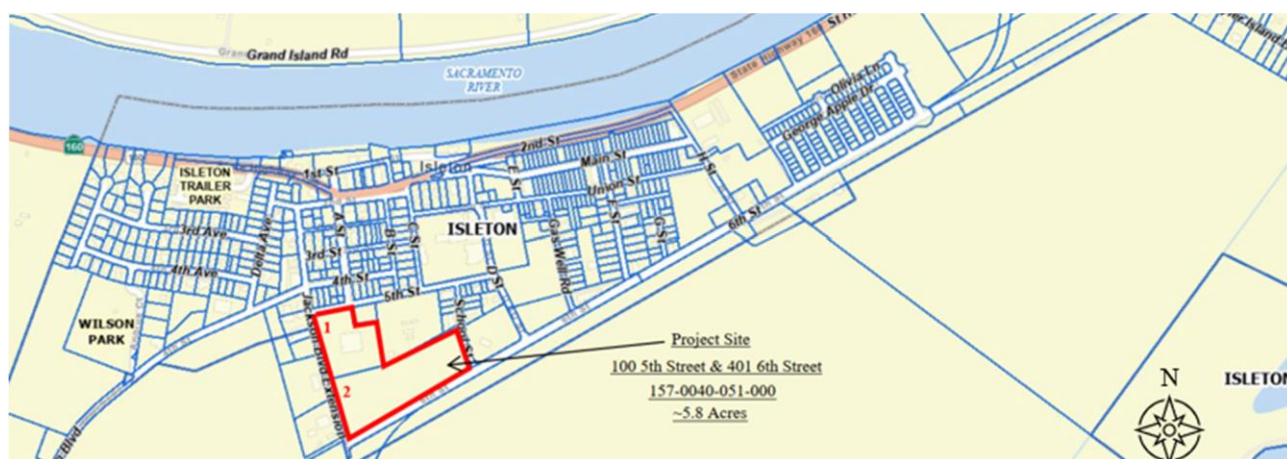 Grand Island Rd
SACRAMENTO
RIVER
State Highway 160
Olivia Ln
George Apple Dr
160
2nd St
Main St
Isleton
1st St
ISLETON
TRAILER
PARK
E St
Union St
H St
3rd Ave
Delta Ave
A St
B St
C St
ISLETON
F St
G St
6th St
3rd St
4th Ave
4th St
D St
Gas Well Rd
5th St
WILSON
PARK
Jackson Blvd Extension
School St
1
2
6th St
Project Site
100 5th Street & 401 6th Street
157-0040-051-000
~5.8 Acres
N
ISLETON
Blvd